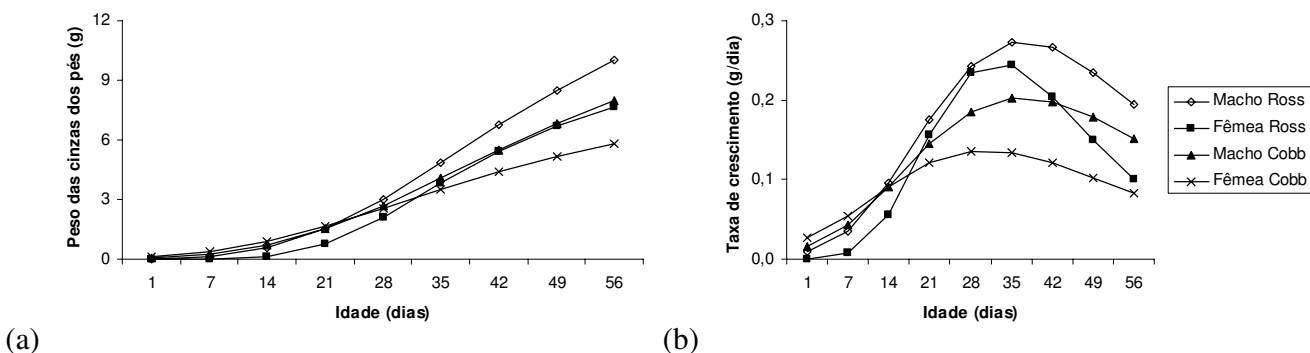 Peso das cinzas dos pés (g)
12
9
6
3
0
1 7 14 21 28 35 42 49 56
Idade (dias)
(a)
Taxa de crescimento (g/dia)
0,3
0,2
0,1
0,0
1 7 14 21 28 35 42 49 56
Idade (dias)
(b)
Macho Ross
Fêmea Ross
Macho Cobb
Fêmea Cobb